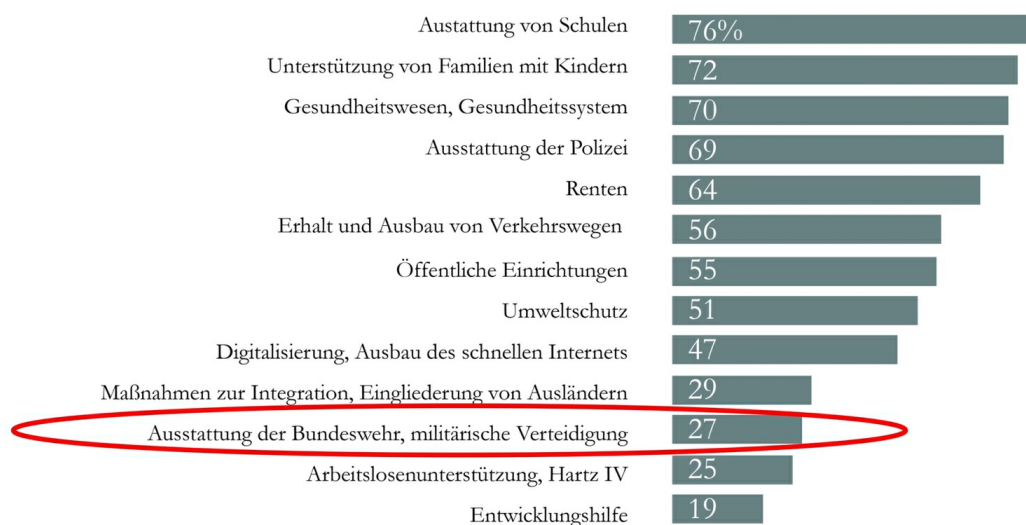 Austattung von Schulen 76%
Unterstützung von Familien mit Kindern 72
Gesundheitswesen, Gesundheitssystem 70
Ausstattung der Polizei 69
Renten 64
Erhalt und Ausbau von Verkehrswegen 56
Öffentliche Einrichtungen 55
Umweltschutz 51
Digitalisierung, Ausbau des schnellen Internets 47
Maßnahmen zur Integration, Eingliederung von Ausländern 29
Ausstattung der Bundeswehr, militärische Verteidigung 27
Arbeitslosenunterstützung, Hartz IV 25
Entwicklungshilfe 19